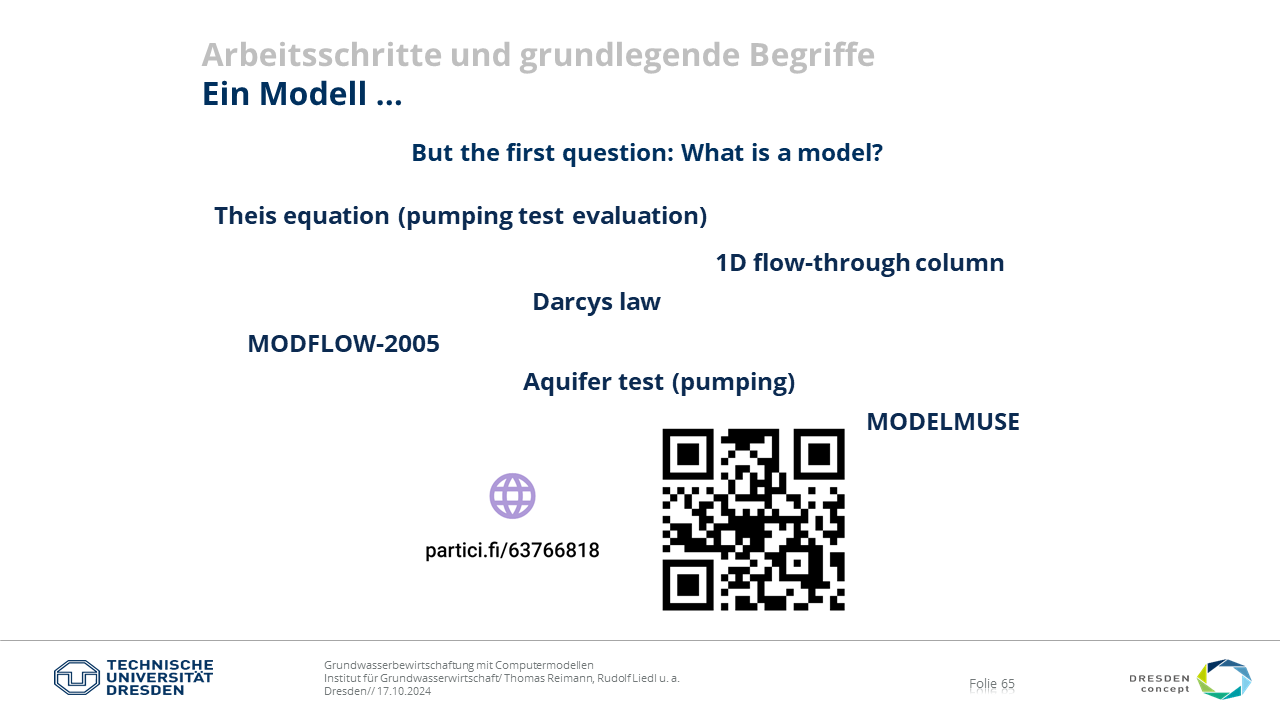 Arbeitsschritte und grundlegende Begriffe
Ein Modell ...
But the first question: What is a model?
Theis equation (pumping test evaluation)
1D flow-through column
Darcys law
MODFLOW-2005
Aquifer test (pumping)
MODELMUSE
partici.fi/63766818
TECHNISCHE
UNIVERSITÄT
DRESDEN
Grundwasserbewirtschaftung mit Computermodellen
Institut für Grundwasserwirtschaft/ Thomas Reimann, Rudolf Liedl u. a.
Dresden// 17.10.2024
Folie 65
DRESDEN
concept